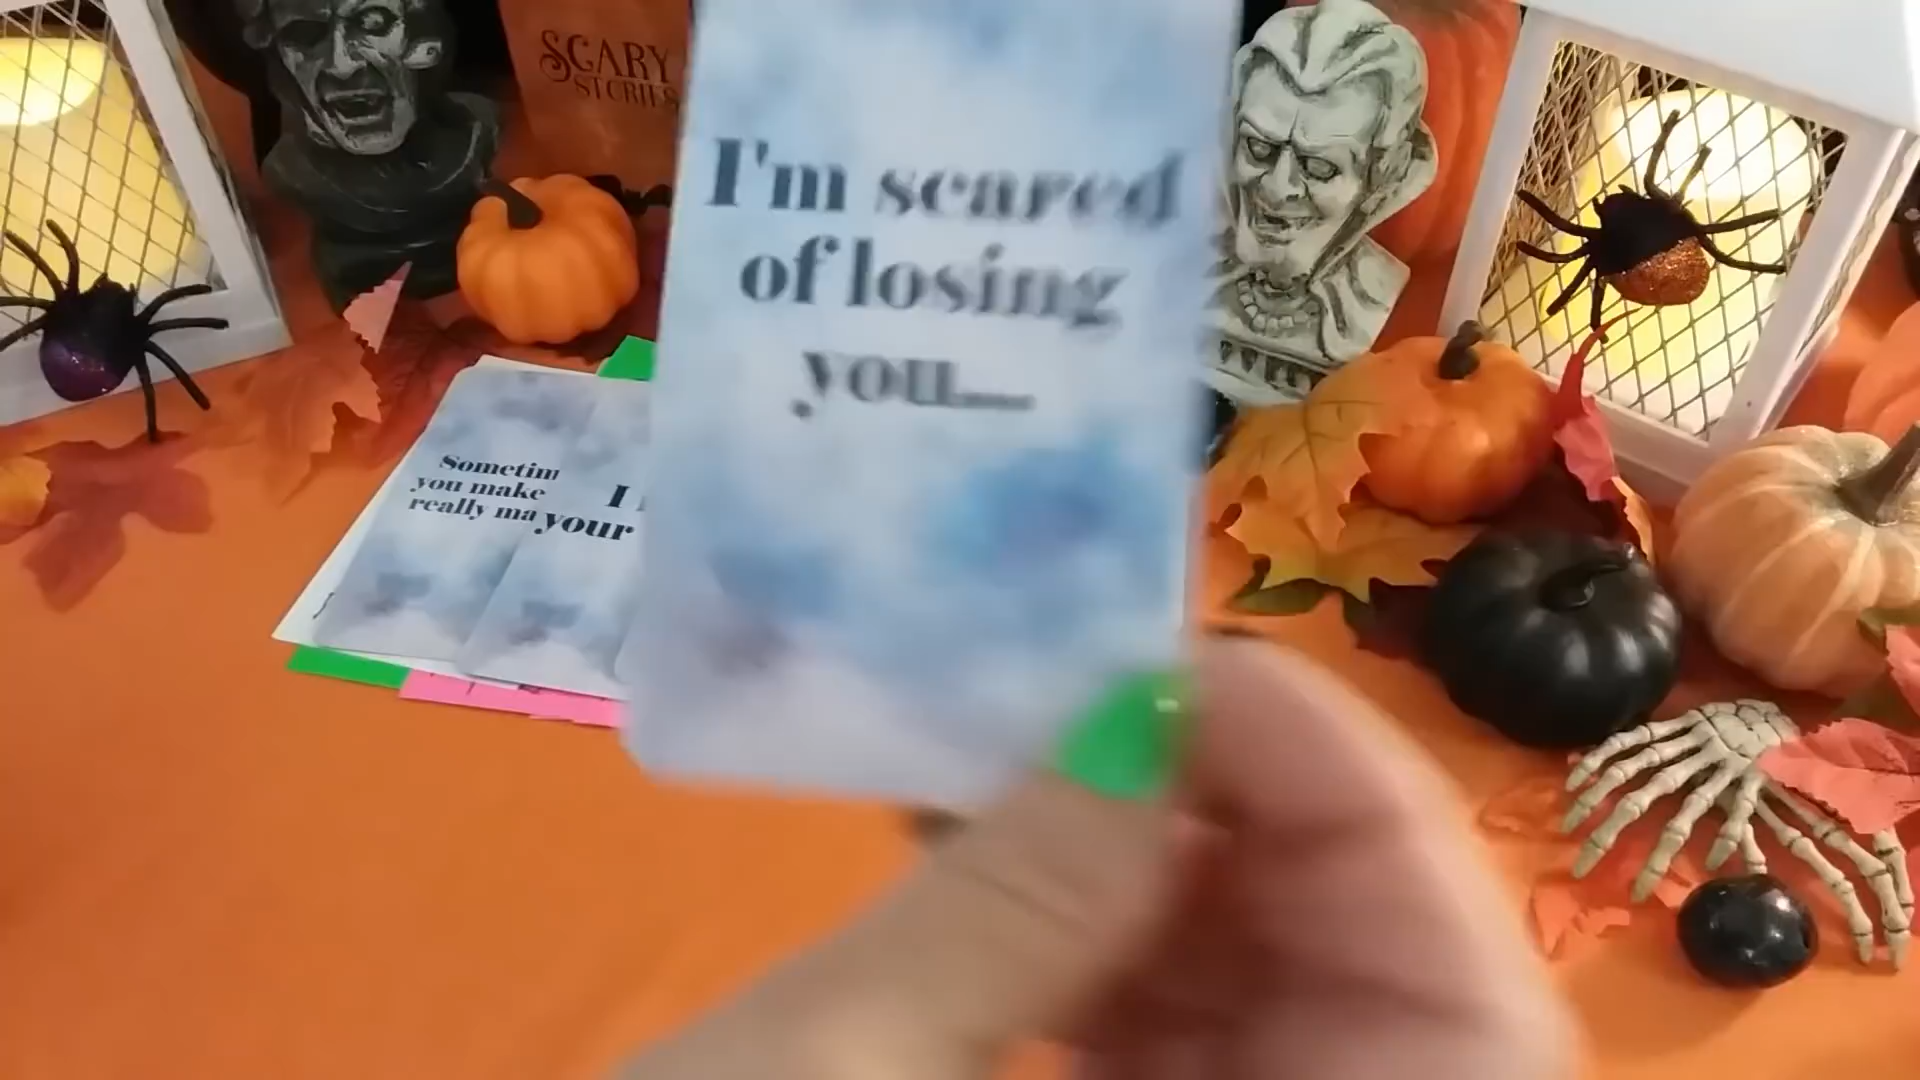 SCARY
STORIES
I'm scared
of losing
you...
Sometim
you make
really ma
I
your